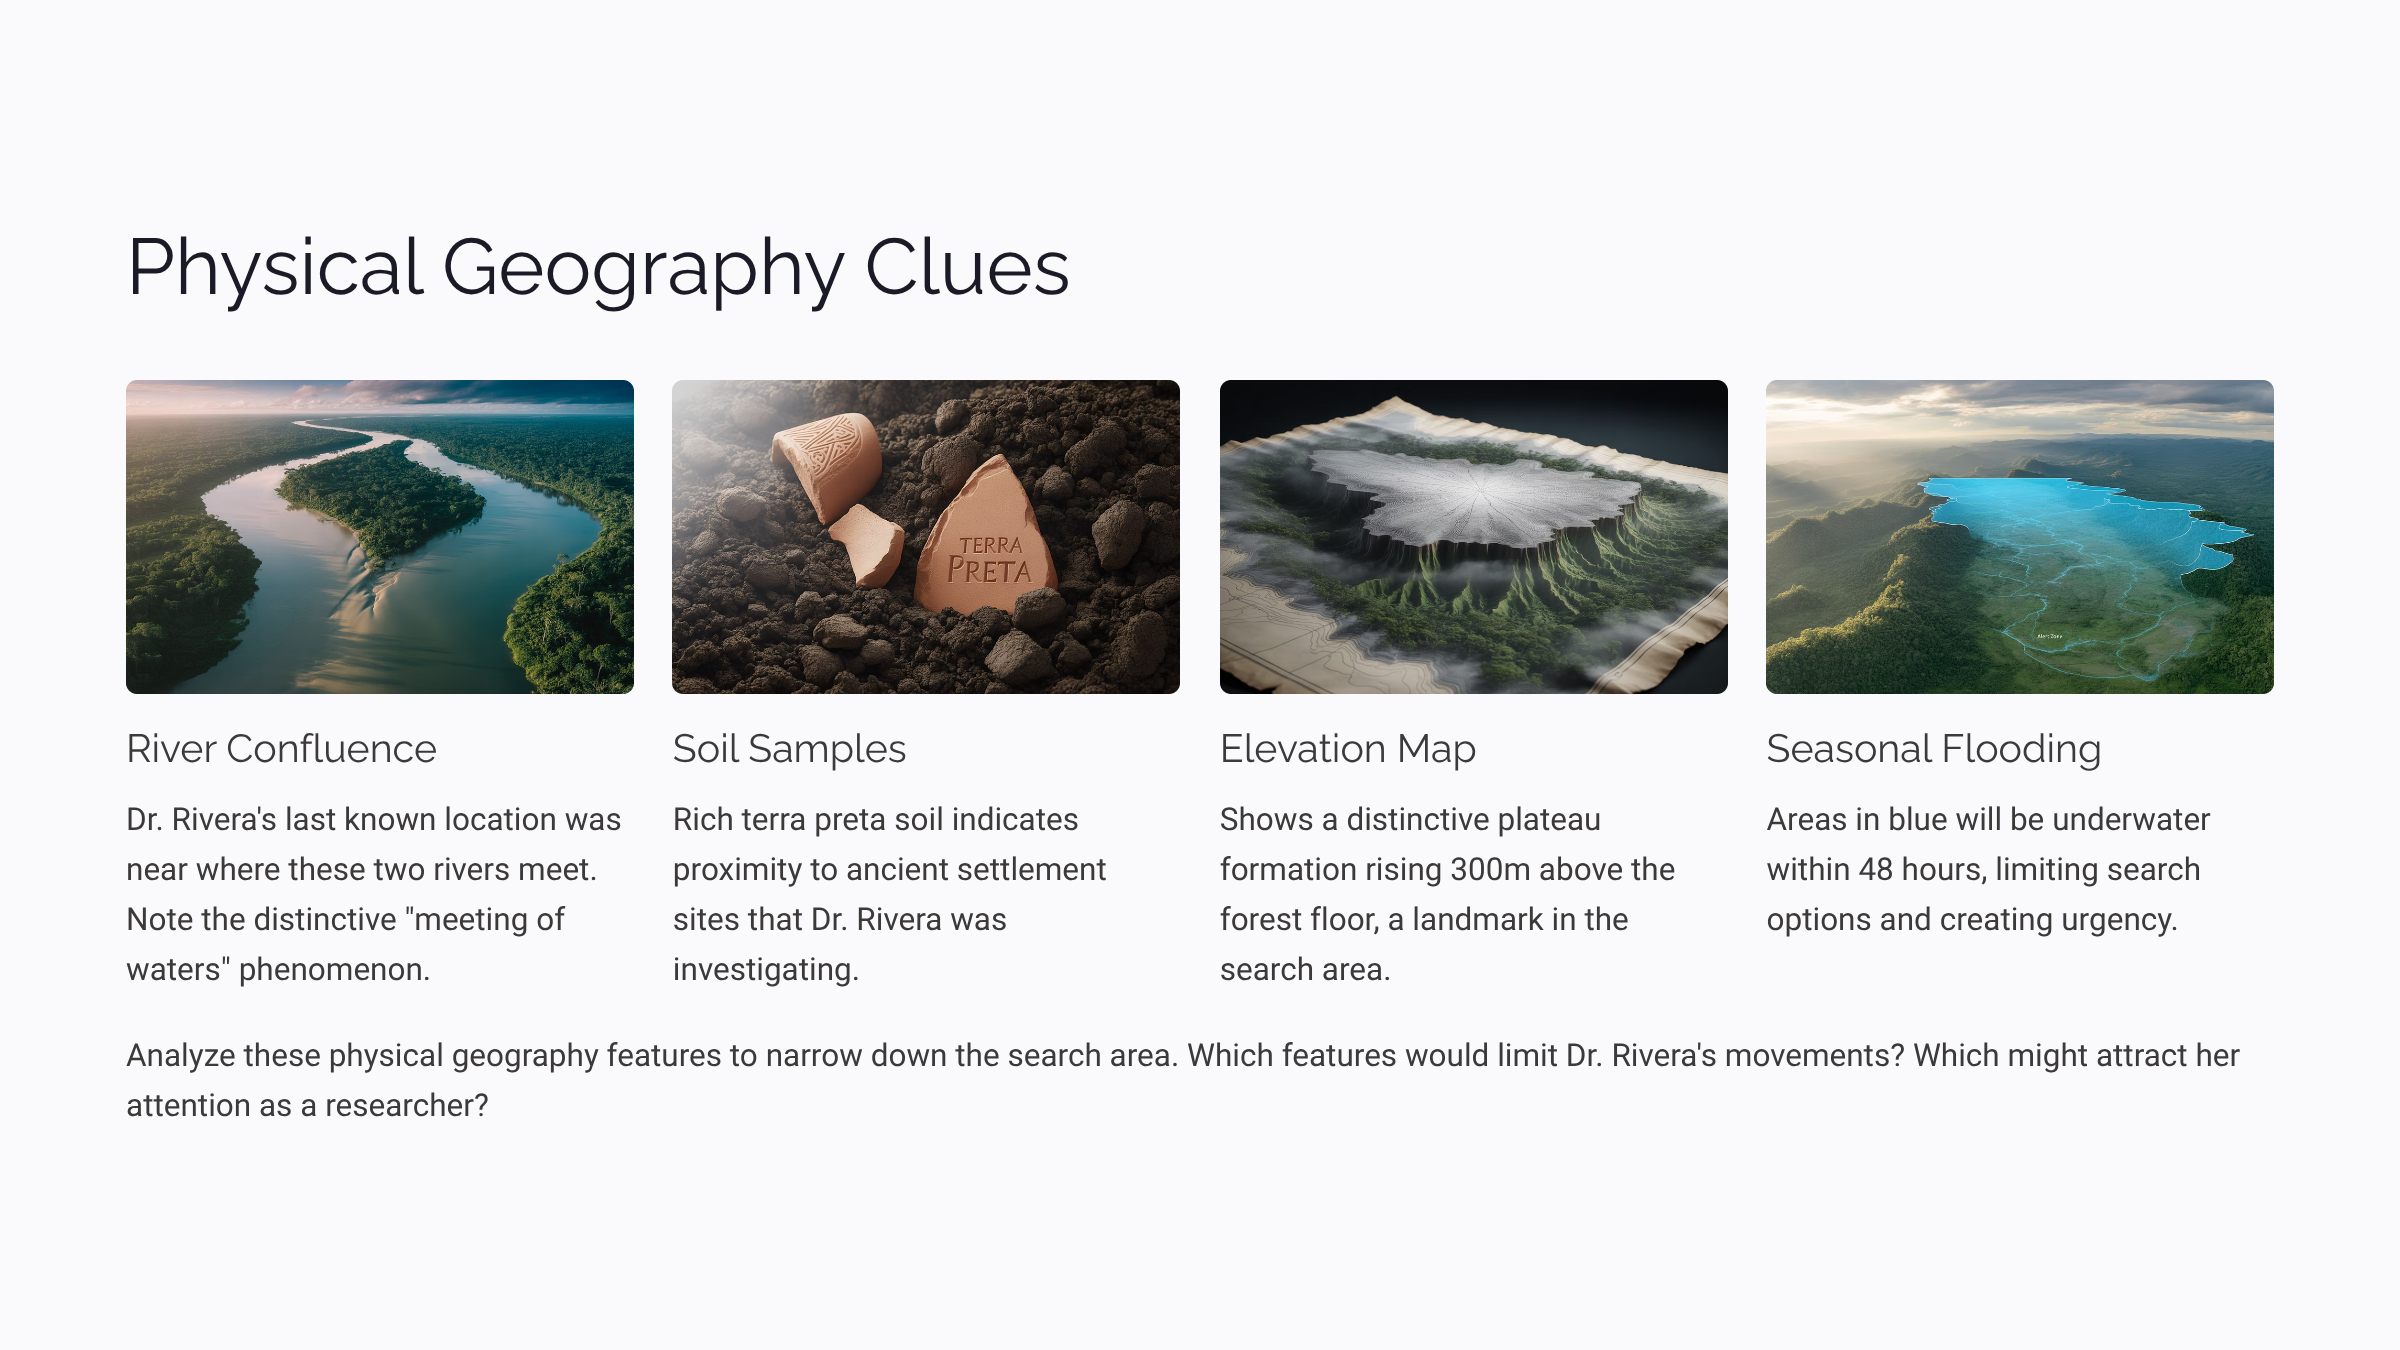 Physical Geography Clues
TERRA
PRETA
River Confluence
Dr. Rivera's last known location was
near where these two rivers meet.
Note the distinctive "meeting of
waters" phenomenon.
Soil Samples
Rich terra preta soil indicates
proximity to ancient settlement
sites that Dr. Rivera was
investigating.
Elevation Map
Shows a distinctive plateau
formation rising 300m above the
forest floor, a landmark in the
search area.
Seasonal Flooding
Areas in blue will be underwater
within 48 hours, limiting search
options and creating urgency.
Analyze these physical geography features to narrow down the search area. Which features would limit Dr. Rivera's movements? Which might attract her
attention as a researcher?